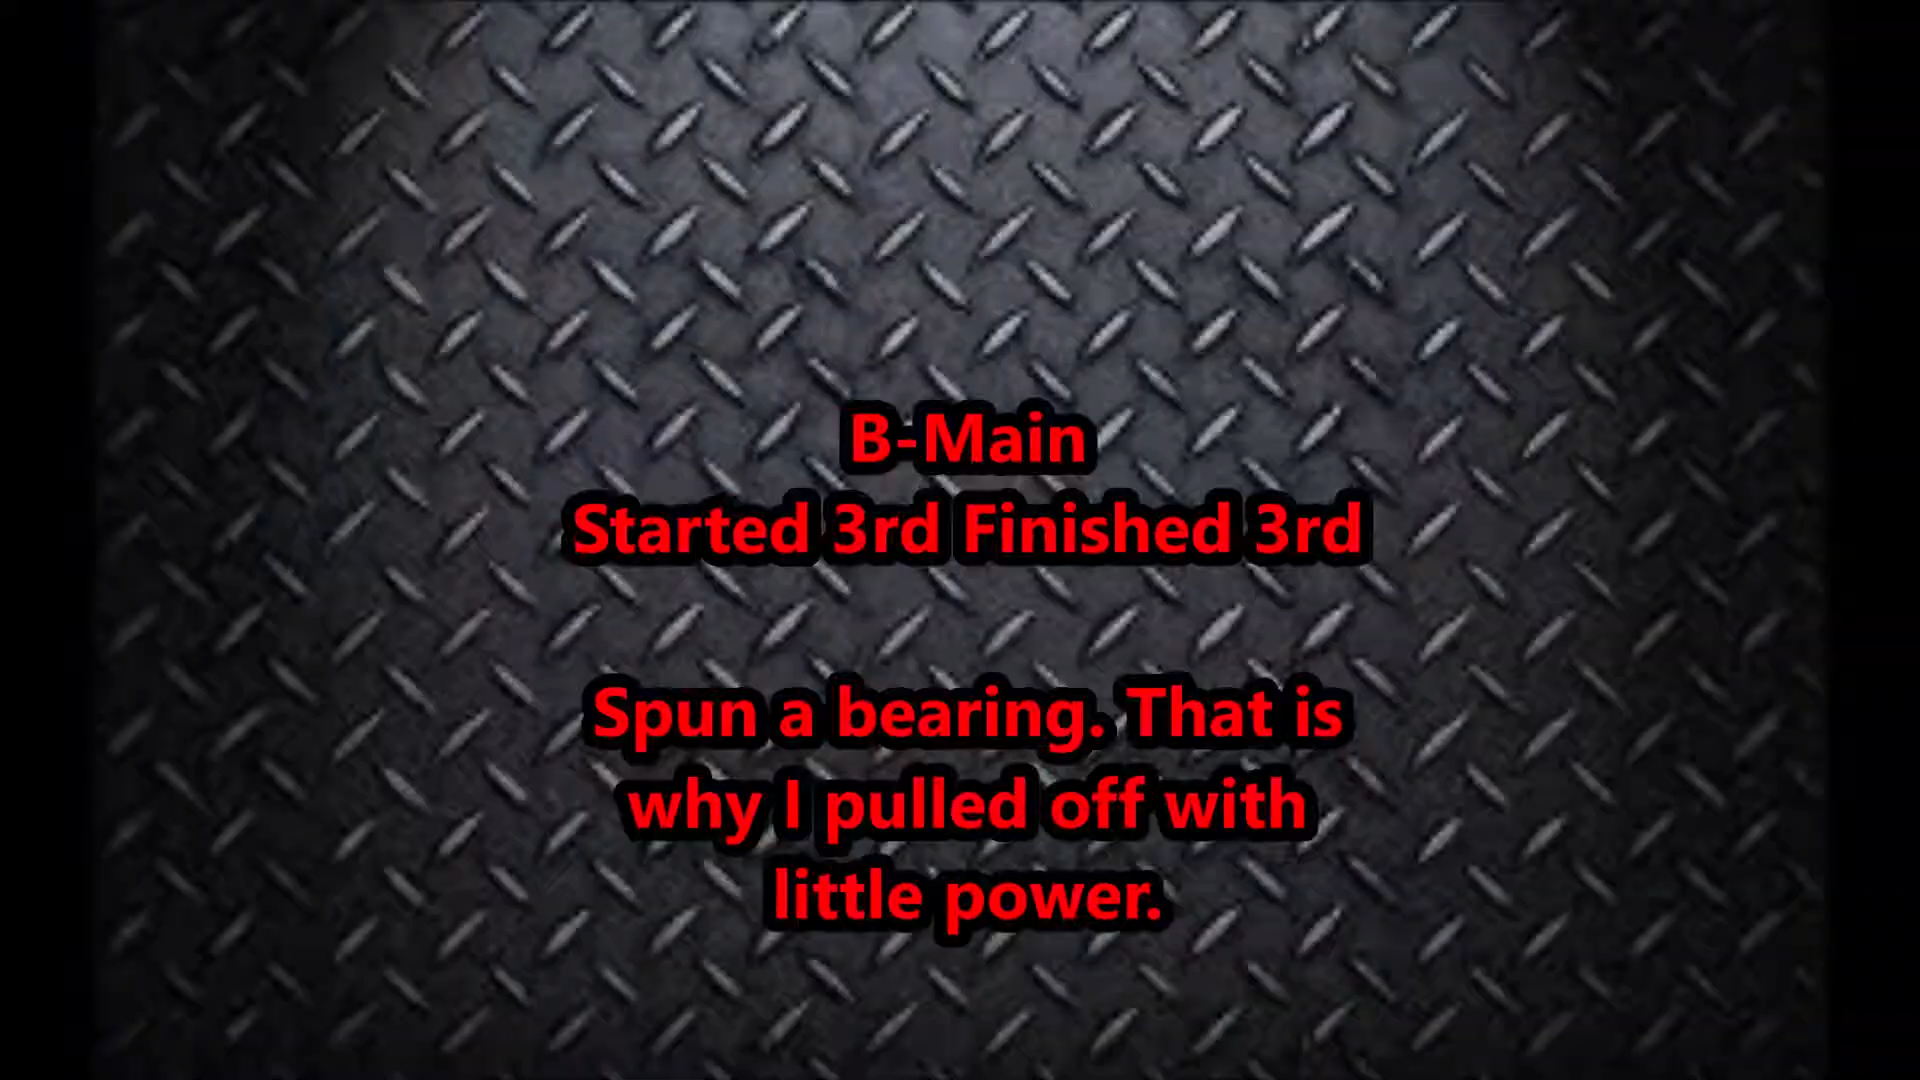 B-Main
Started 3rd Finished 3rd
Spun a bearing. That is
why I pulled off with
little power.